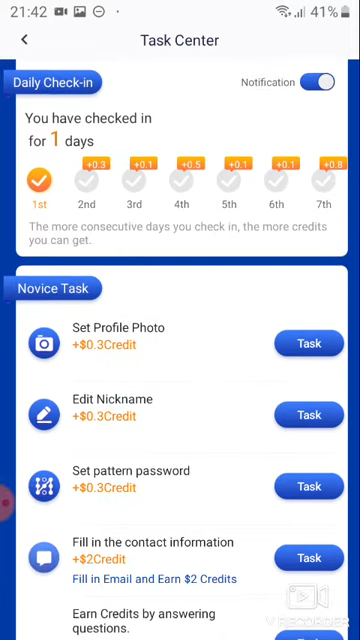 21:42
41%
Task Center
Daily Check-in
Notification
You have checked in
for 1 days
+0.3
+0.1
+0.5
+0.1
+0.1
+0.8
1st
2nd
3rd
4th
5th
6th
7th
The more consecutive days you check in, the more credits
you can get.
Novice Task
Set Profile Photo
+$0.3Credit
Task
Edit Nickname
+$0.3Credit
Task
Set pattern password
+$0.3Credit
Task
Fill in the contact information
+$2Credit
Fill in Email and Earn $2 Credits
Task
Earn Credits by answering
questions.
V RECORDER